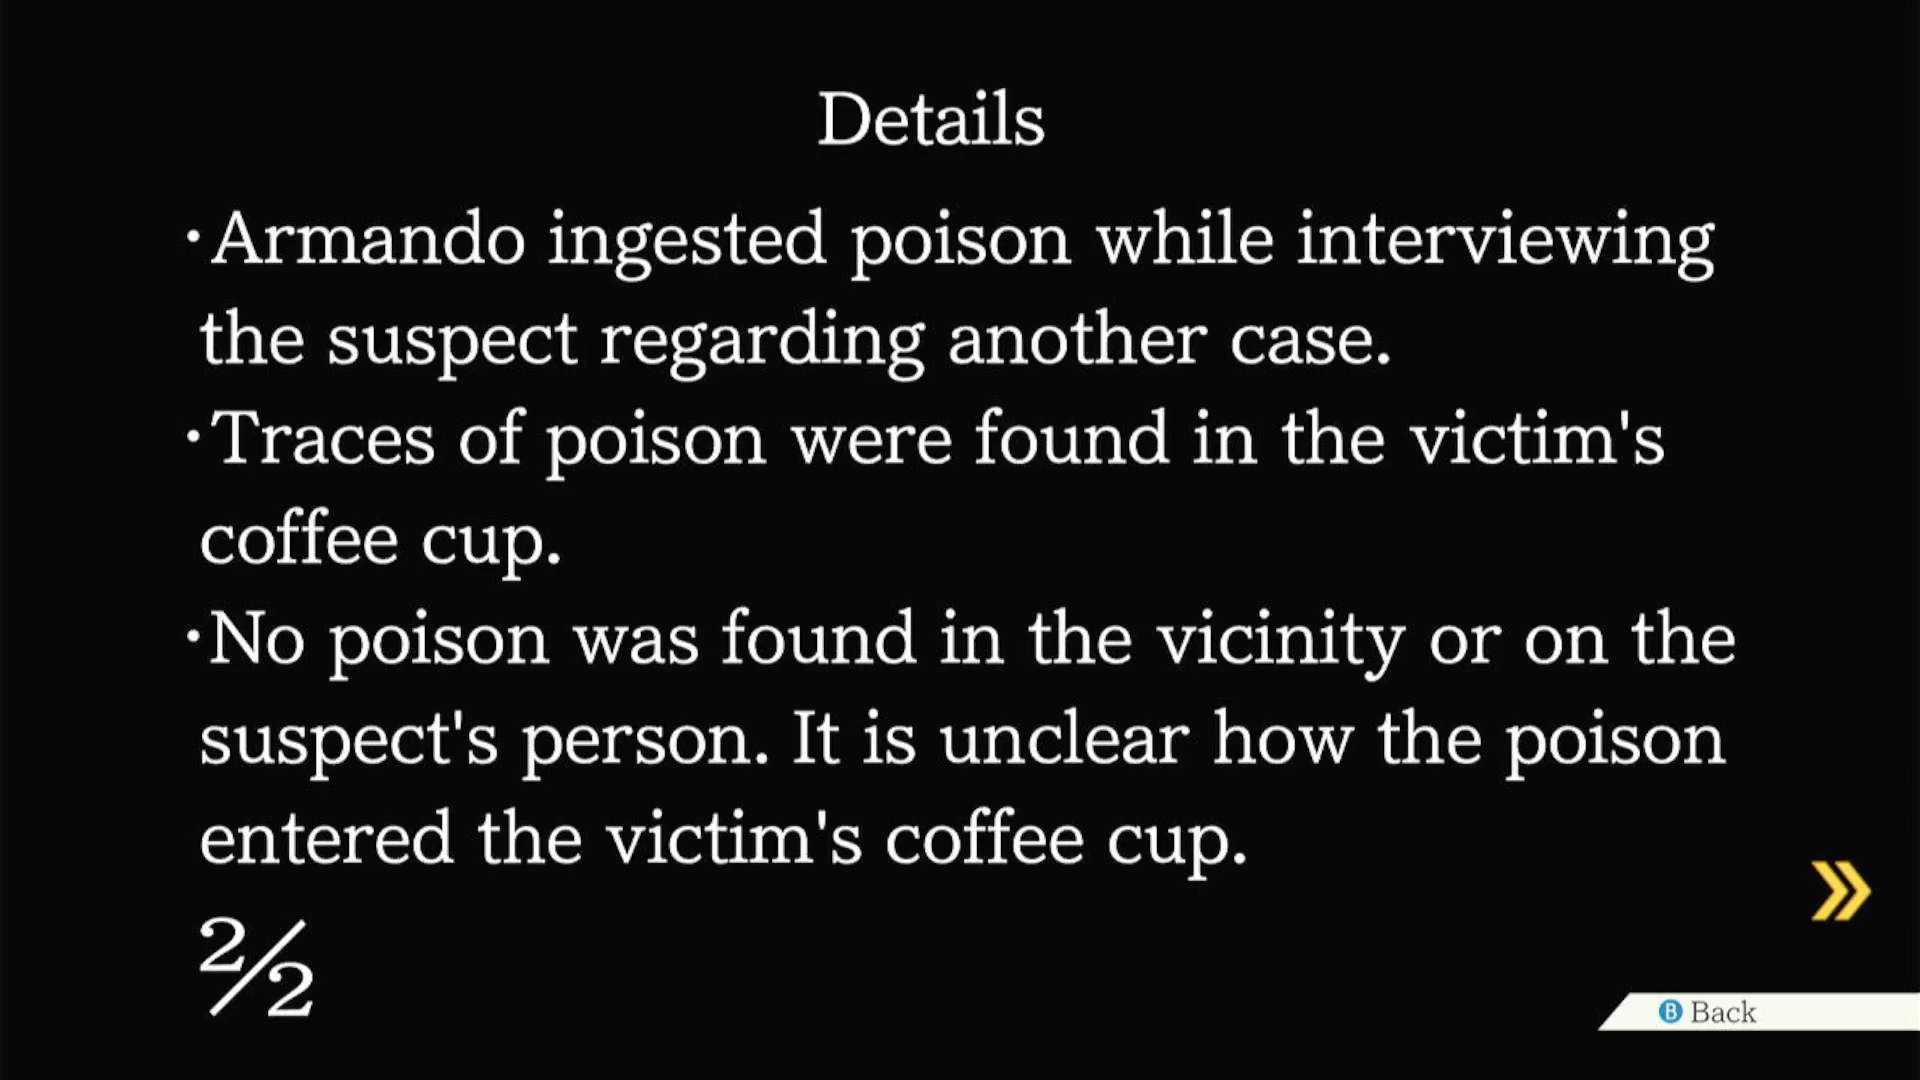 Details
·Armando ingested poison while interviewing
the suspect regarding another case.
·Traces of poison were found in the victim's
coffee cup.
·No poison was found in the vicinity or on the
suspect's person. It is unclear how the poison
entered the victim's coffee cup.
2/2
B Back